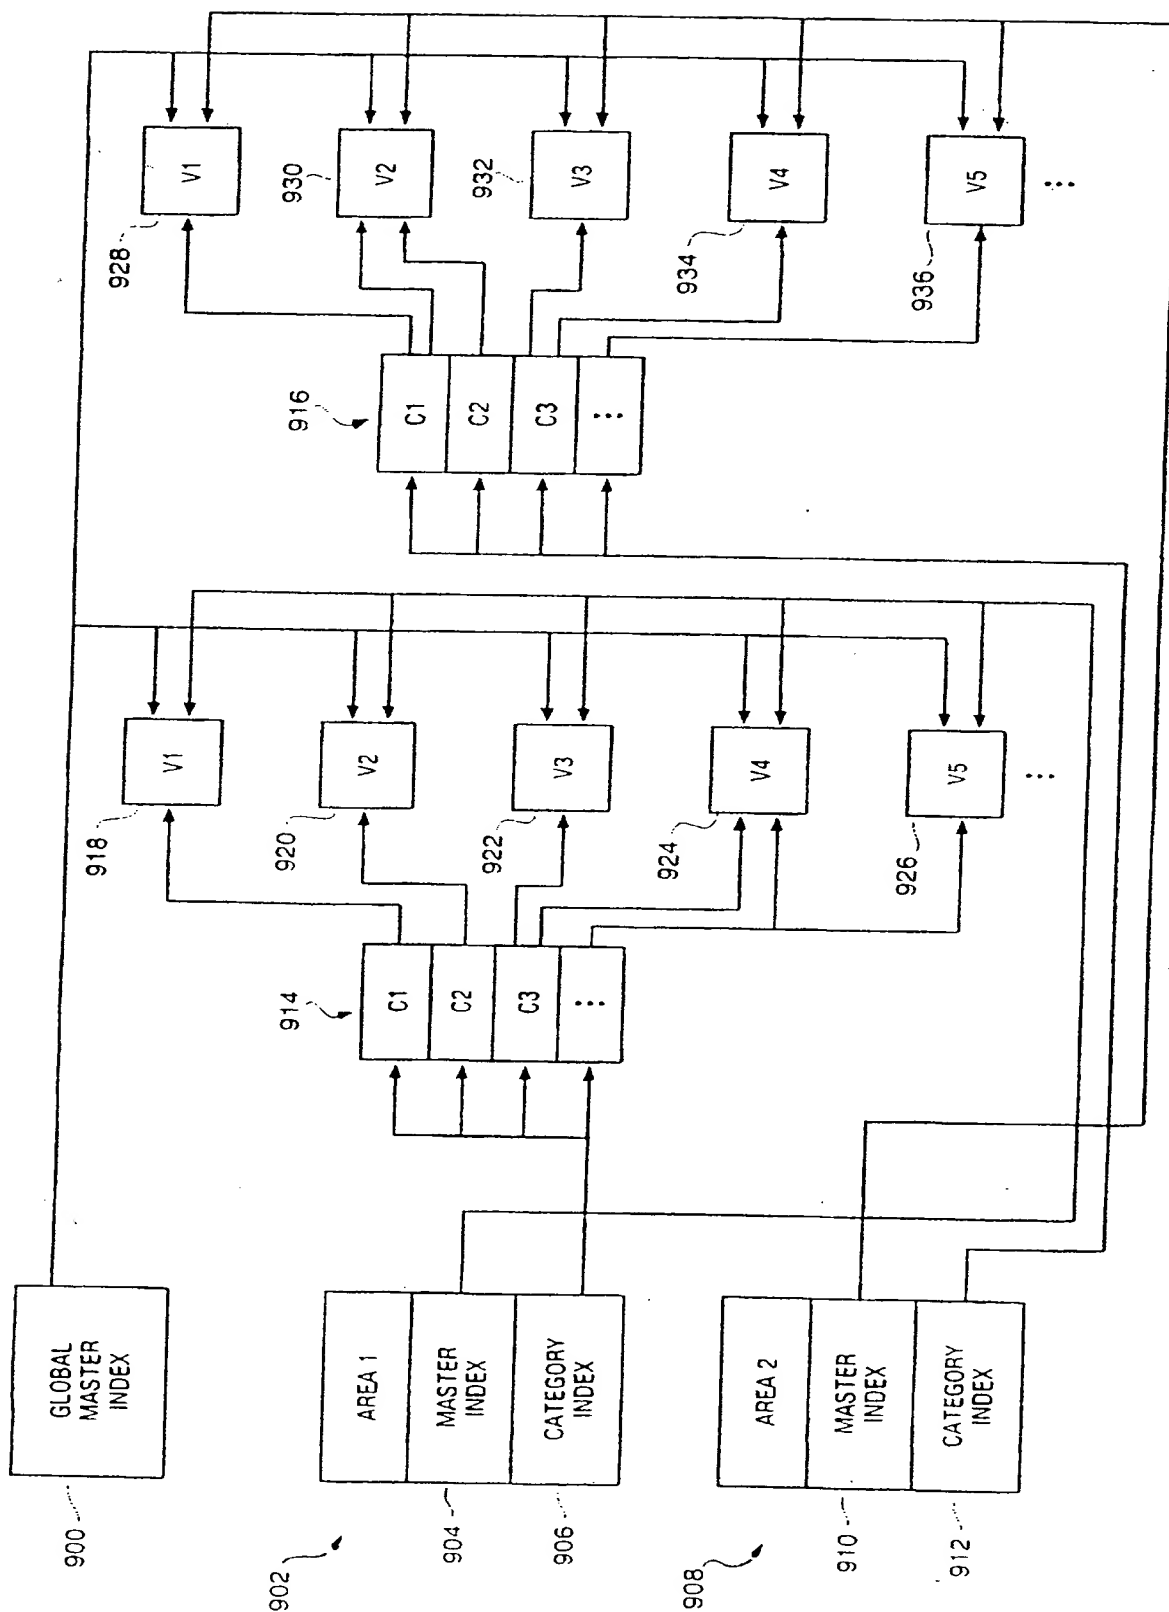 900
GLOBAL
MASTER
INDEX
902
AREA 1
904
MASTER
INDEX
906
CATEGORY
INDEX
908
AREA 2
910
MASTER
INDEX
912
CATEGORY
INDEX
914
C1
C2
C3
...
918
V1
920
V2
922
V3
924
V4
926
V5
...
916
C1
C2
C3
...
928
V1
930
V2
932
V3
934
V4
936
V5
...